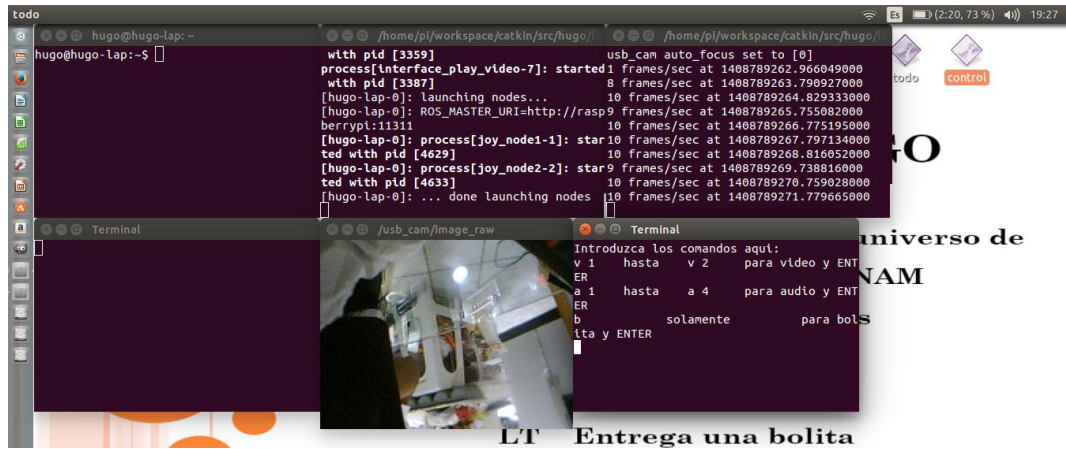 todo
Es (2:20, 73 %) 19:27
hugo@hugo-lap: ~
hugo@hugo-lap:~$
/home/pi/workspace/catkin/src/hugo/l
with pid [3359]
process[interface_play_video-7]: started
with pid [3387]
[hugo-lap-0]: launching nodes...
[hugo-lap-0]: ROS_MASTER_URI=http://rasp
berrypi:11311
[hugo-lap-0]: process[joy_node1-1]: star
ted with pid [4629]
[hugo-lap-0]: process[joy_node2-2]: star
ted with pid [4633]
[hugo-lap-0]: ... done launching nodes
/home/pi/workspace/catkin/src/hugo/l
usb_cam auto_focus set to [0]
1 frames/sec at 1408789262.966049000
8 frames/sec at 1408789263.790927000
10 frames/sec at 1408789264.829333000
9 frames/sec at 1408789265.755082000
10 frames/sec at 1408789266.775195000
10 frames/sec at 1408789267.797134000
10 frames/sec at 1408789268.816052000
9 frames/sec at 1408789269.738816000
10 frames/sec at 1408789270.759028000
10 frames/sec at 1408789271.779665000
todo
control
GO
Terminal
/usb_cam/image_raw
Terminal
Introduzca los comandos aqui:
v 1 hasta v 2 para video y ENT
ER
a 1 hasta a 4 para audio y ENT
ER
b solamente para bol
ita y ENTER
universo de
NAM
s
LT Entrega una bolita